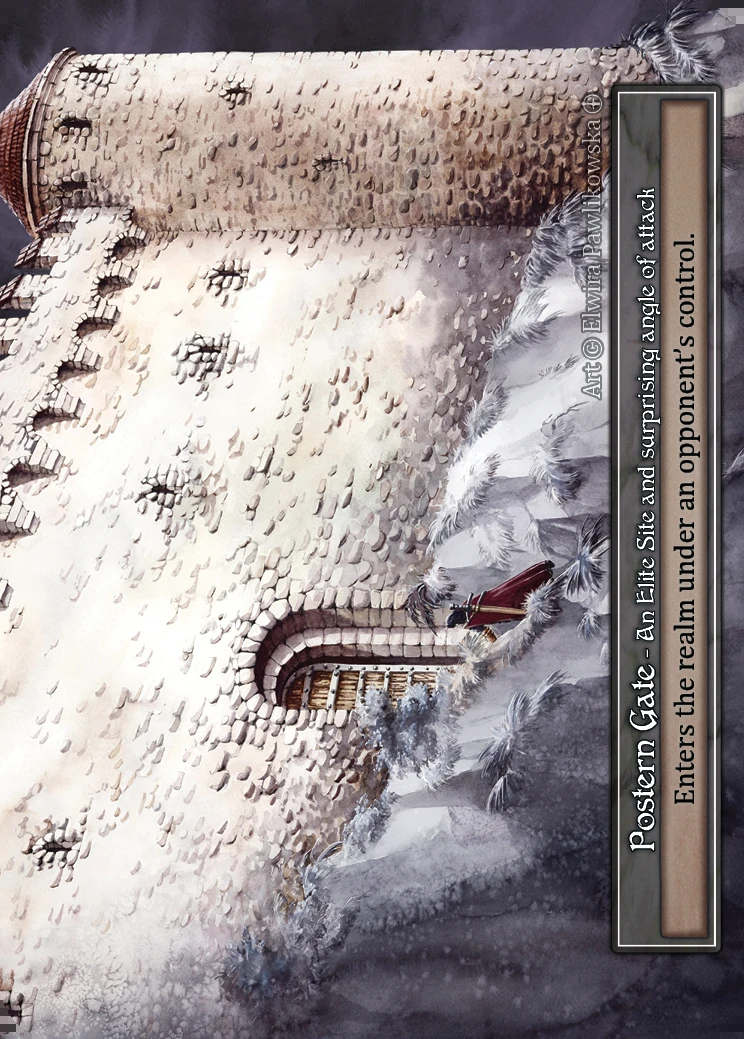 Art © Elwira Pawlikowska
Postern Gate - An Elite Site and surprising angle of attack
Enters the realm under an opponent's control.